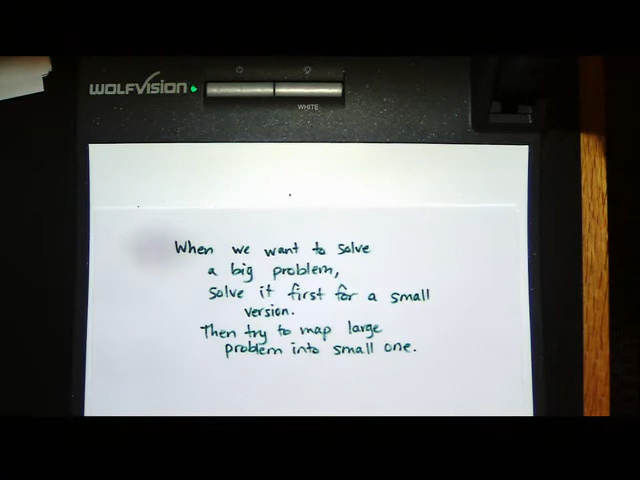 WOLFVISION
WHITE
When we want to solve
a big problem,
solve it first for a small
version.
Then try to map large
problem into small one.